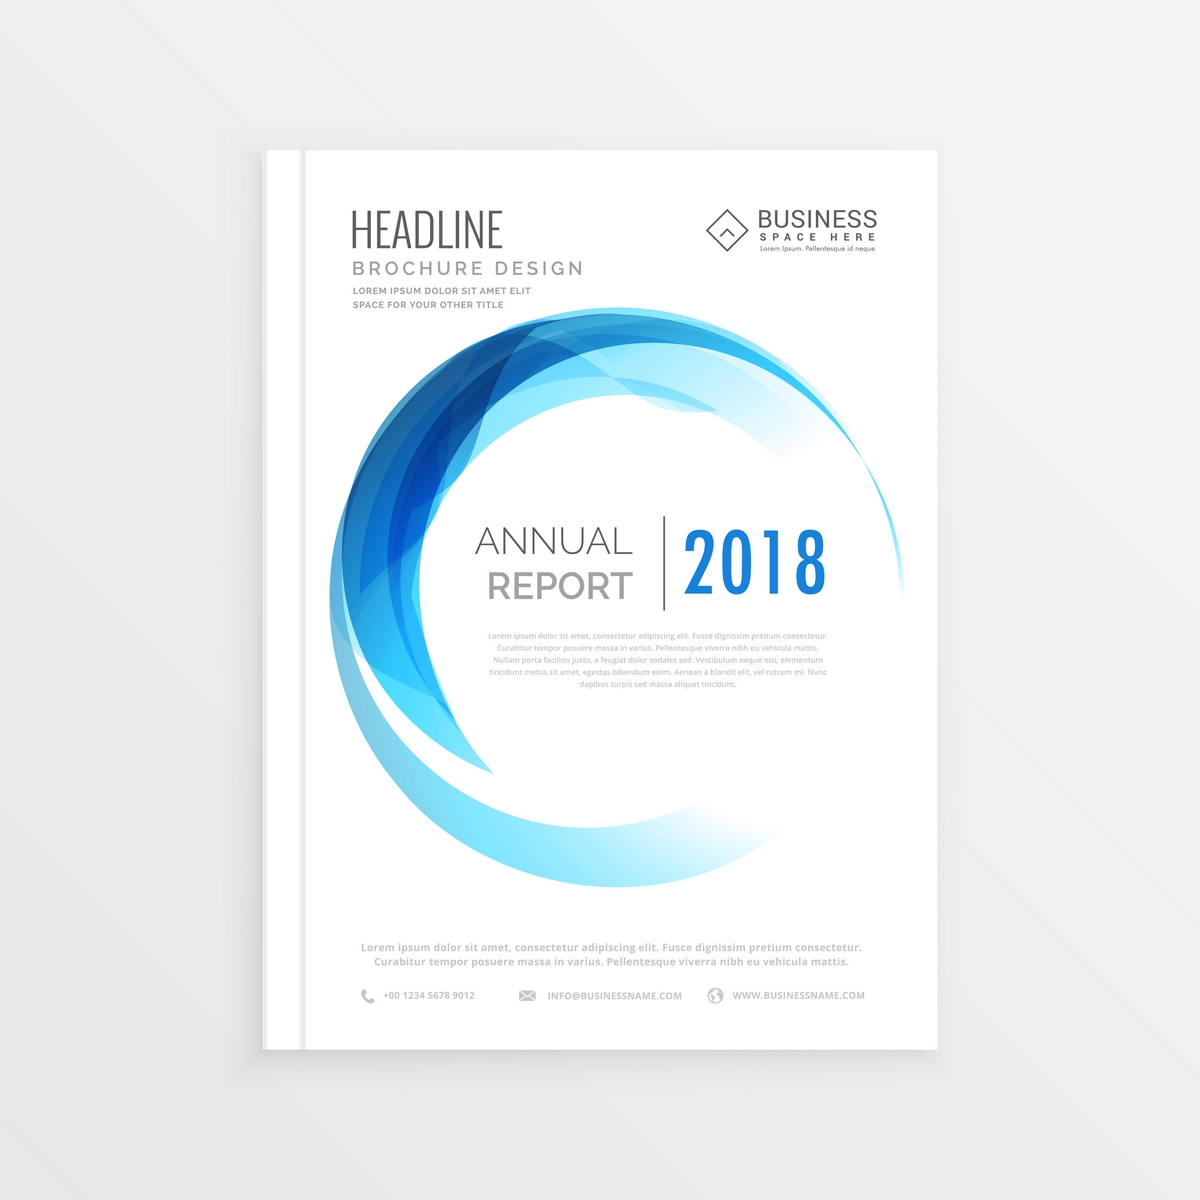 HEADLINE
BROCHURE DESIGN
LOREM IPSUM DOLOR SIT AMET ELIT
SPACE FOR YOUR OTHER TITLE
BUSINESS
SPACE HERE
Lorem Ipsum. Pellentesque id neque
ANNUAL
REPORT
2018
Lorem ipsum dolor sit amet, consectetur adipiscing elit. Fusce dignissim pretium consectetur.
Curabitur tempor posuere massa in varius. Pellentesque viverra nibh eu vehicula mattis.
Nullam porta facilisis justo, a feugiat dolor sodales sed. Vestibulum neque nisi, elementum
tincidunt metus sit amet, egestas bibendum enim. Aenean a blandit elit, vel rutrum mi. Nunc
dapibus turpis sed massa aliquet tincidunt.
Lorem ipsum dolor sit amet, consectetur adipiscing elit. Fusce dignissim pretium consectetur.
Curabitur tempor posuere massa in varius. Pellentesque viverra nibh eu vehicula mattis.
+00 1234 5678 9012
INFO@BUSINESSNAME.COM
WWW.BUSINESSNAME.COM